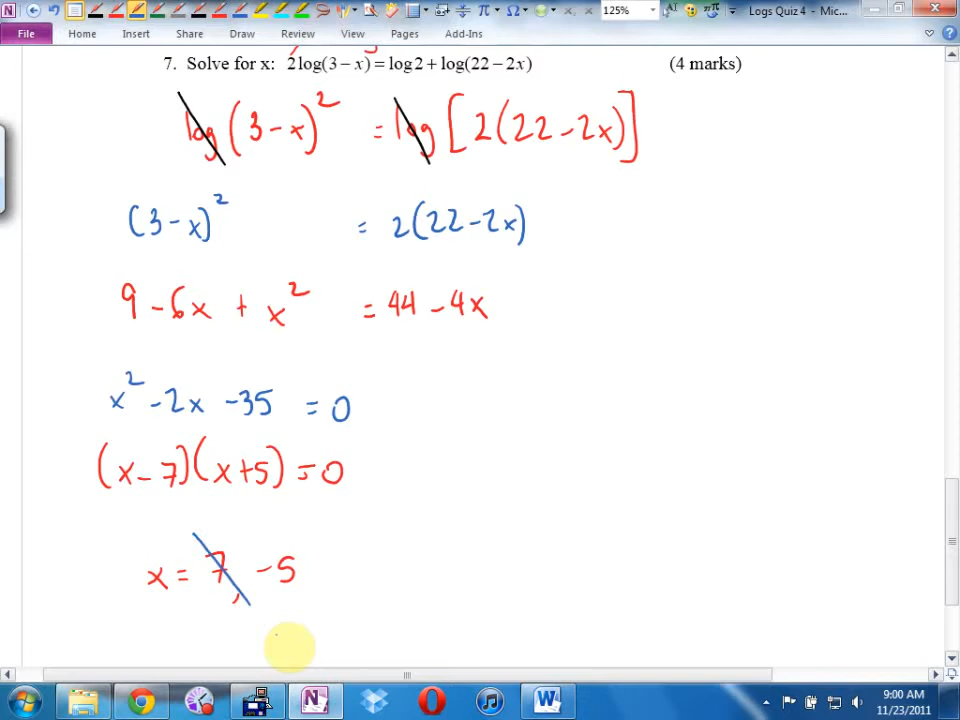 125%
Logs Quiz 4 - Mic...
File Home Insert Share Draw Review View Pages Add-Ins
7. Solve for x: 2log(3−x)=log2+log(22−2x) (4 marks)
log(3-x)² = log[2(22-2x)]
(3-x)² = 2(22-2x)
9 - 6x + x² = 44 - 4x
x² - 2x - 35 = 0
(x-7)(x+5) = 0
x = 7, -5
9:00 AM
11/23/2011